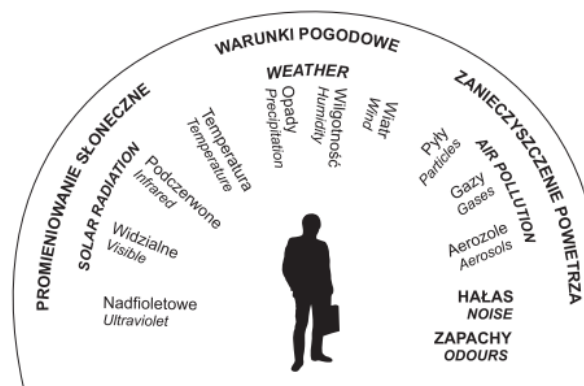 PROMIENIOWANIE SŁONECZNE
SOLAR RADIATION
Nadfioletowe
Ultraviolet
Widzialne
Visible
Podczerwone
Infrared
WARUNKI POGODOWE
WEATHER
Temperatura
Temperature
Opady
Precipitation
Wilgotność
Humidity
Wiatr
Wind
ZANIECZYSZCZENIE POWIETRZA
AIR POLLUTION
Pyły
Particles
Gazy
Gases
Aerozole
Aerosols
HAŁAS
NOISE
ZAPACHY
ODOURS